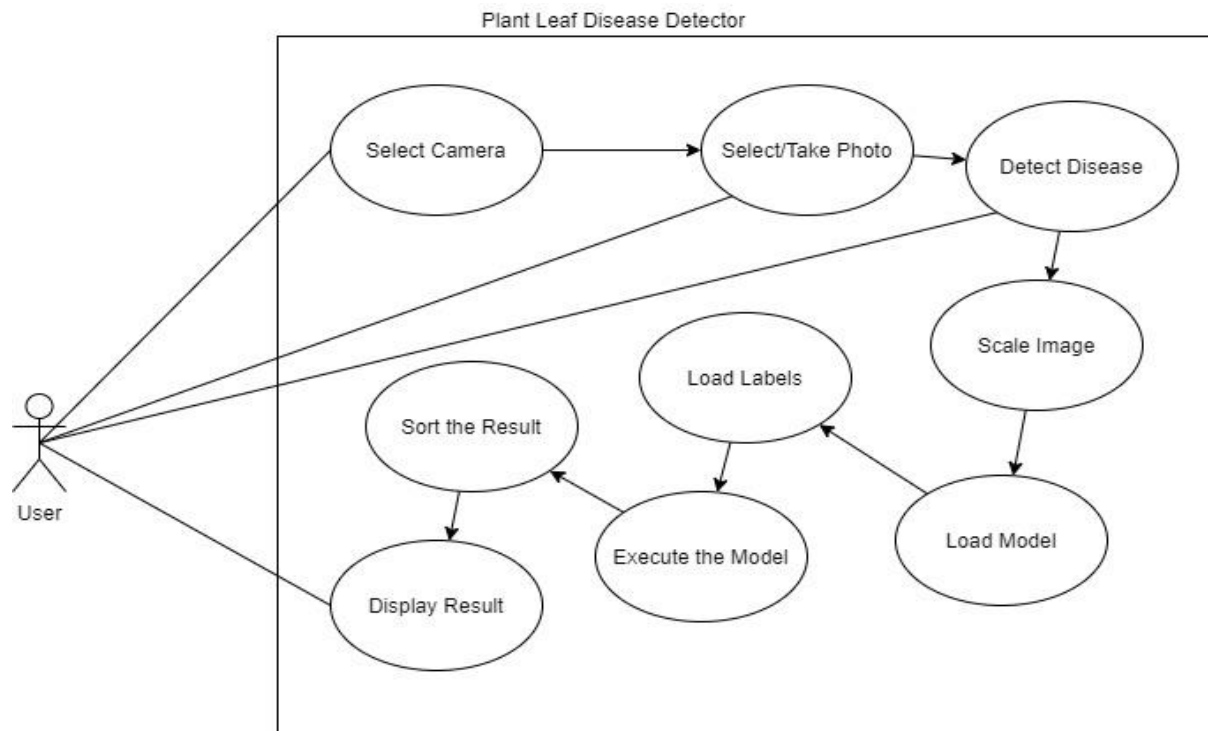 Plant Leaf Disease Detector
Select Camera
Select/Take Photo
Detect Disease
Scale Image
Load Labels
Sort the Result
User
Execute the Model
Load Model
Display Result